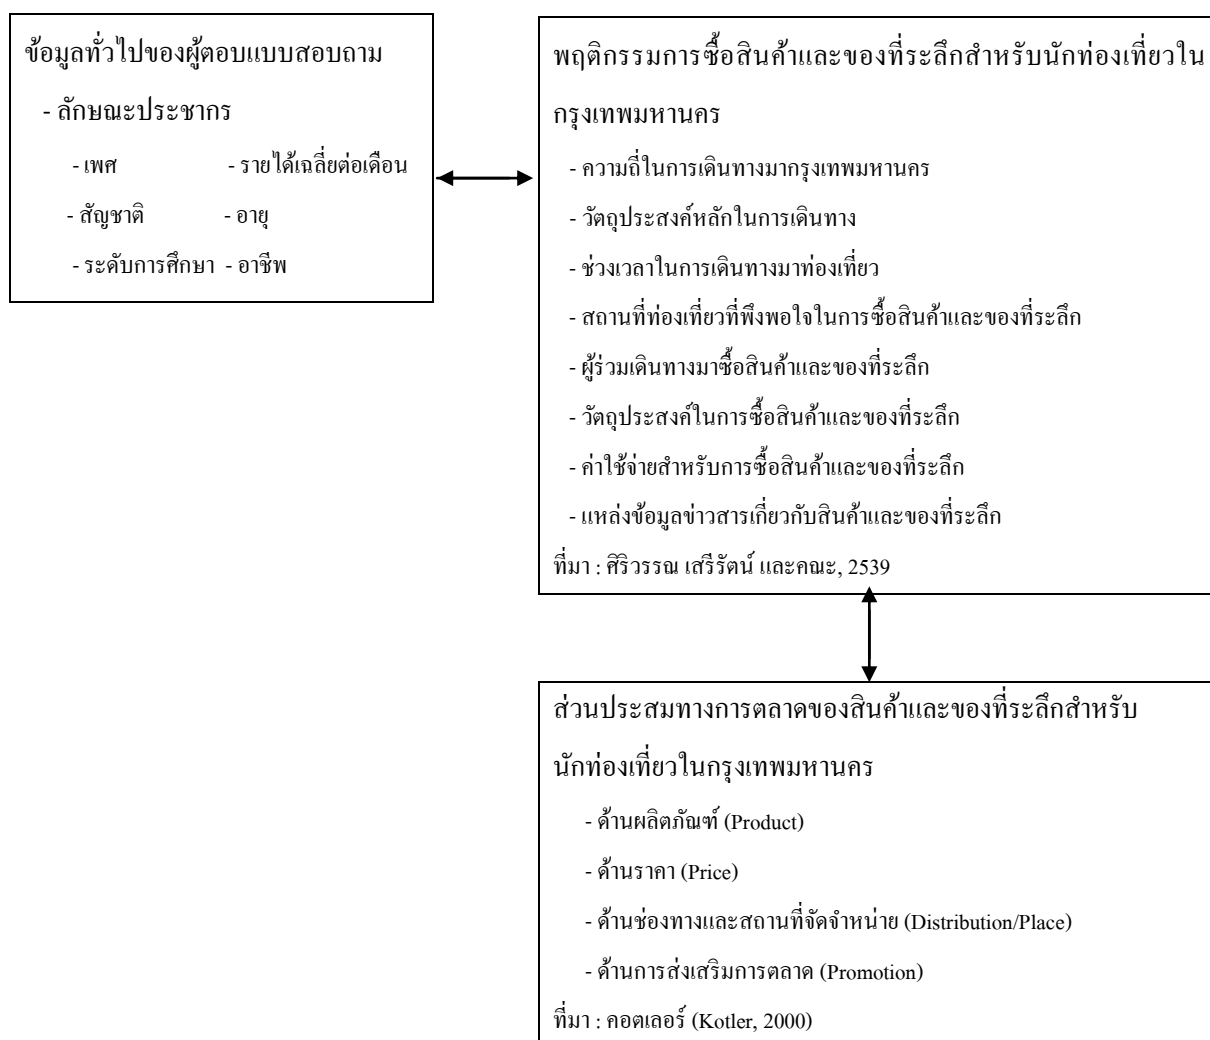 ข้อมูลทั่วไปของผู้ตอบแบบสอบถาม
- ลักษณะประชากร
- เพศ - รายได้เฉลี่ยต่อเดือน
- สัญชาติ - อายุ
- ระดับการศึกษา - อาชีพ
พฤติกรรมการซื้อสินค้าและของที่ระลึกสำหรับนักท่องเที่ยวใน
กรุงเทพมหานคร
- ความถี่ในการเดินทางมากรุงเทพมหานคร
- วัตถุประสงค์หลักในการเดินทาง
- ช่วงเวลาในการเดินทางมาท่องเที่ยว
- สถานที่ท่องเที่ยวที่พึงพอใจในการซื้อสินค้าและของที่ระลึก
- ผู้ร่วมเดินทางมาซื้อสินค้าและของที่ระลึก
- วัตถุประสงค์ในการซื้อสินค้าและของที่ระลึก
- ค่าใช้จ่ายสำหรับการซื้อสินค้าและของที่ระลึก
- แหล่งข้อมูลข่าวสารเกี่ยวกับสินค้าและของที่ระลึก
ที่มา : ศิริวรรณ เสรีรัตน์ และคณะ, 2539
ส่วนประสมทางการตลาดของสินค้าและของที่ระลึกสำหรับ
นักท่องเที่ยวในกรุงเทพมหานคร
- ด้านผลิตภัณฑ์ (Product)
- ด้านราคา (Price)
- ด้านช่องทางและสถานที่จัดจำหน่าย (Distribution/Place)
- ด้านการส่งเสริมการตลาด (Promotion)
ที่มา : คอตเลอร์ (Kotler, 2000)